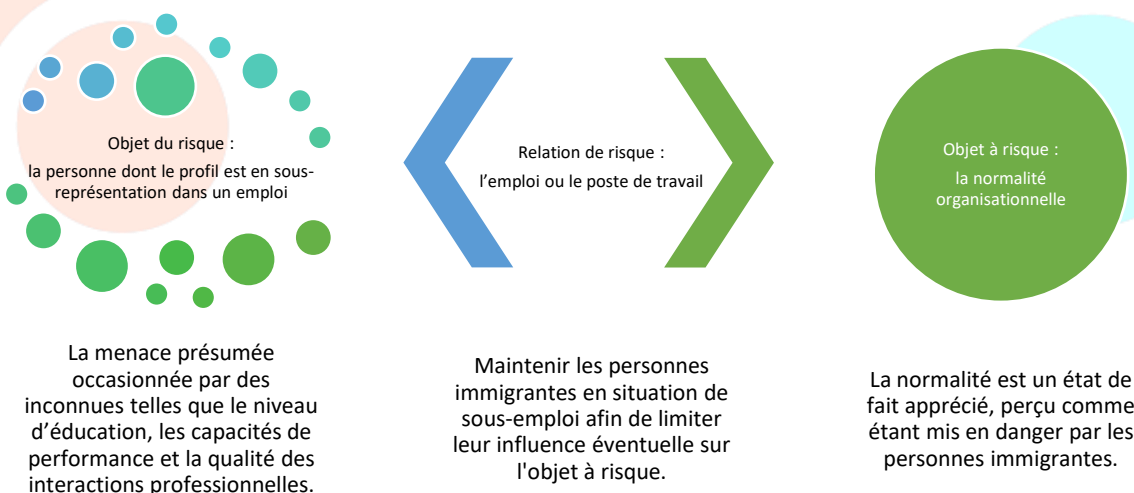 Objet du risque :
la personne dont le profil est en sous-
représentation dans un emploi
Relation de risque :
l'emploi ou le poste de travail
Objet à risque :
la normalité
organisationnelle
La menace présumée
occasionnée par des
inconnues telles que le niveau
d’éducation, les capacités de
performance et la qualité des
interactions professionnelles.
Maintenir les personnes
immigrantes en situation de
sous-emploi afin de limiter
leur influence éventuelle sur
l'objet à risque.
La normalité est un état de
fait apprécié, perçu comme
étant mis en danger par les
personnes immigrantes.